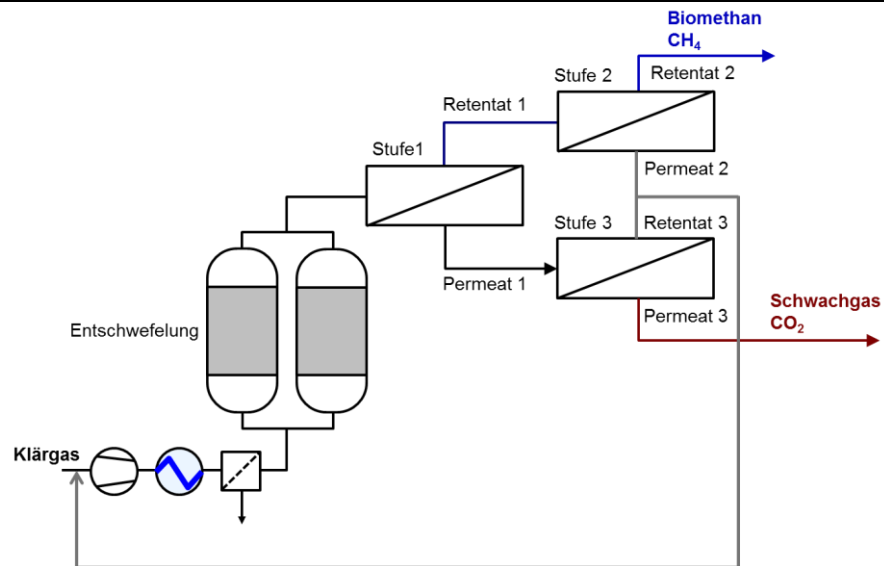 Biomethan
CH₄
Stufe 2
Retentat 2
Retentat 1
Stufe1
Permeat 2
Stufe 3
Retentat 3
Permeat 1
Permeat 3
Schwachgas
CO₂
Entschwefelung
Klärgas